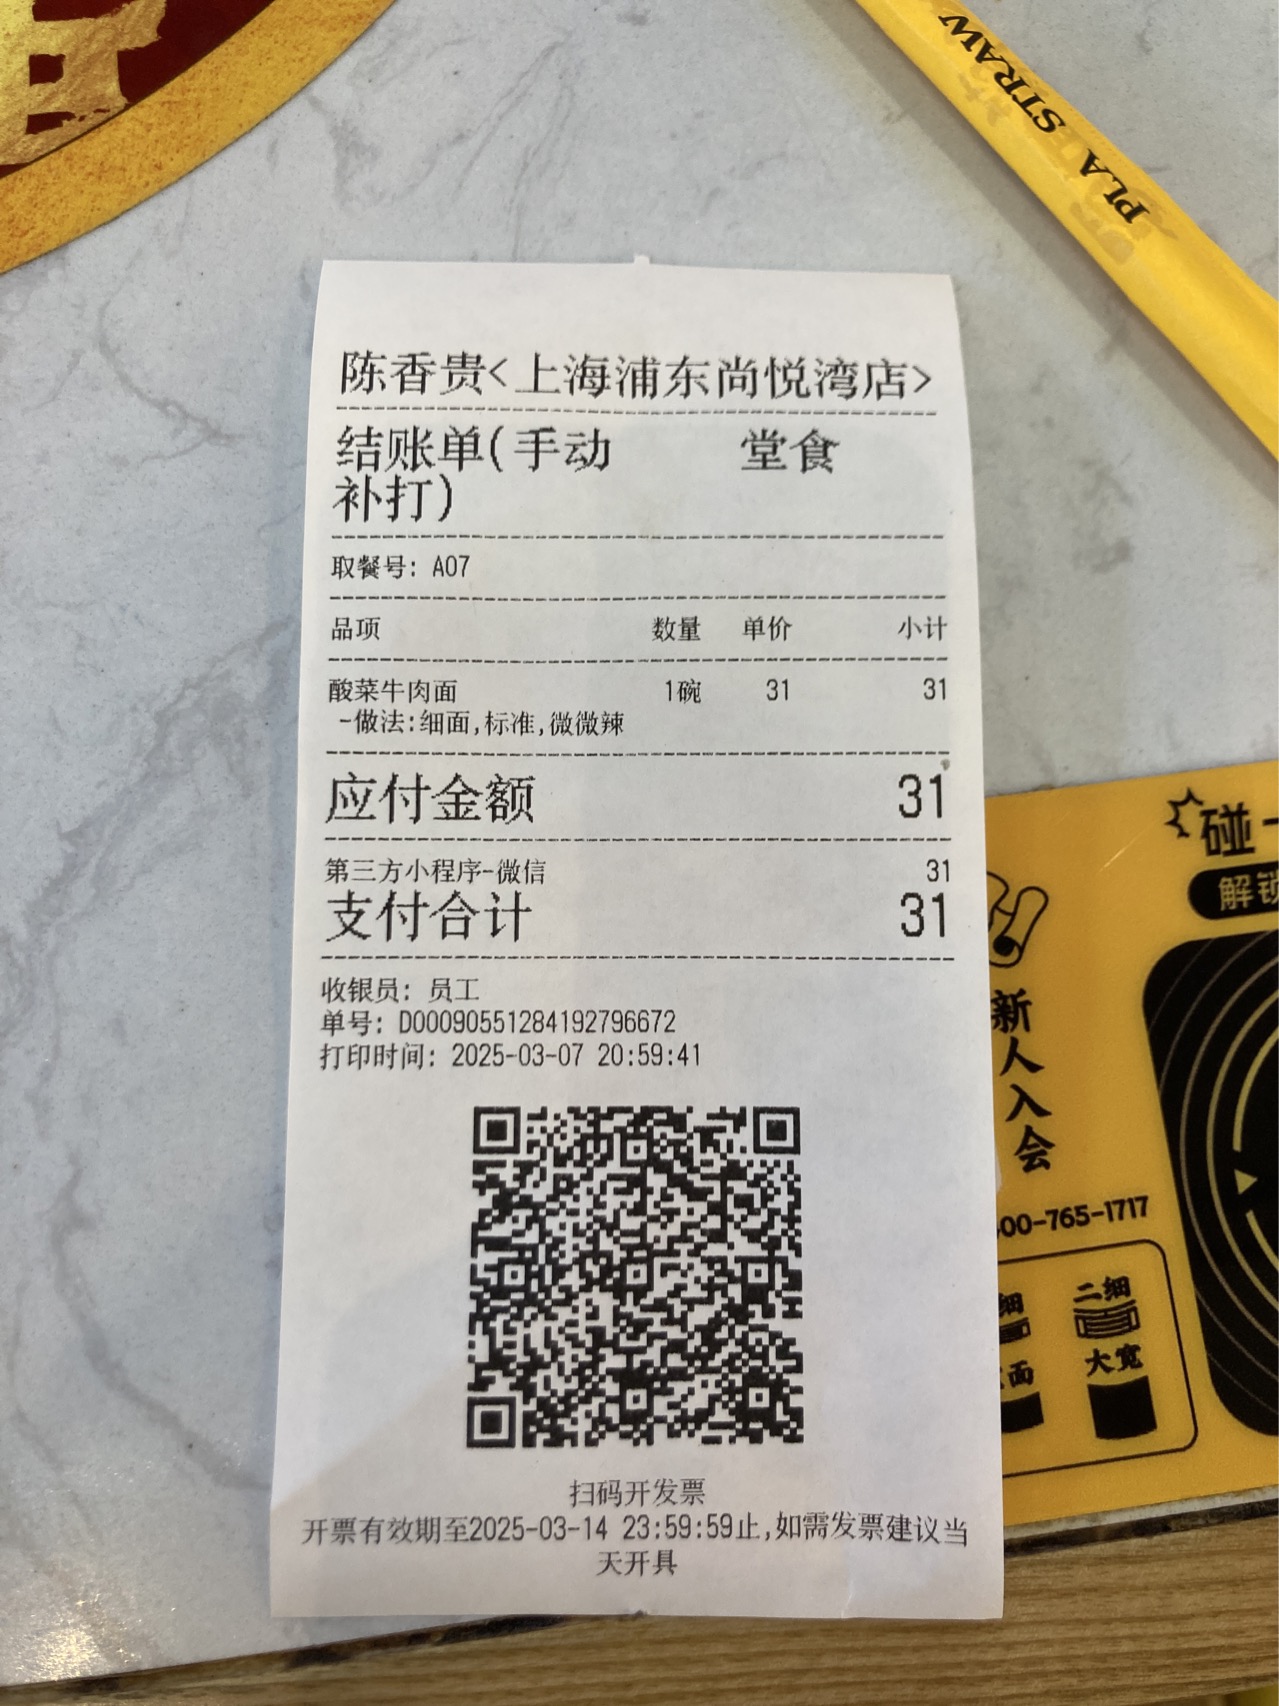 PLA STRAW
陈香贵<上海浦东尚悦湾店>
结账单(手动 堂食
补打)
取餐号: A07
品项 数量 单价 小计
酸菜牛肉面 1碗 31 31
-做法:细面,标准,微微辣
应付金额 31
第三方小程序-微信 31
支付合计 31
收银员: 员工
单号: D00090551284192796672
打印时间: 2025-03-07 20:59:41
扫码开发票
开票有效期至2025-03-14 23:59:59止,如需发票建议当
天开具
碰一
解锁
新人入会
00-765-1717
细 二细
面 大宽